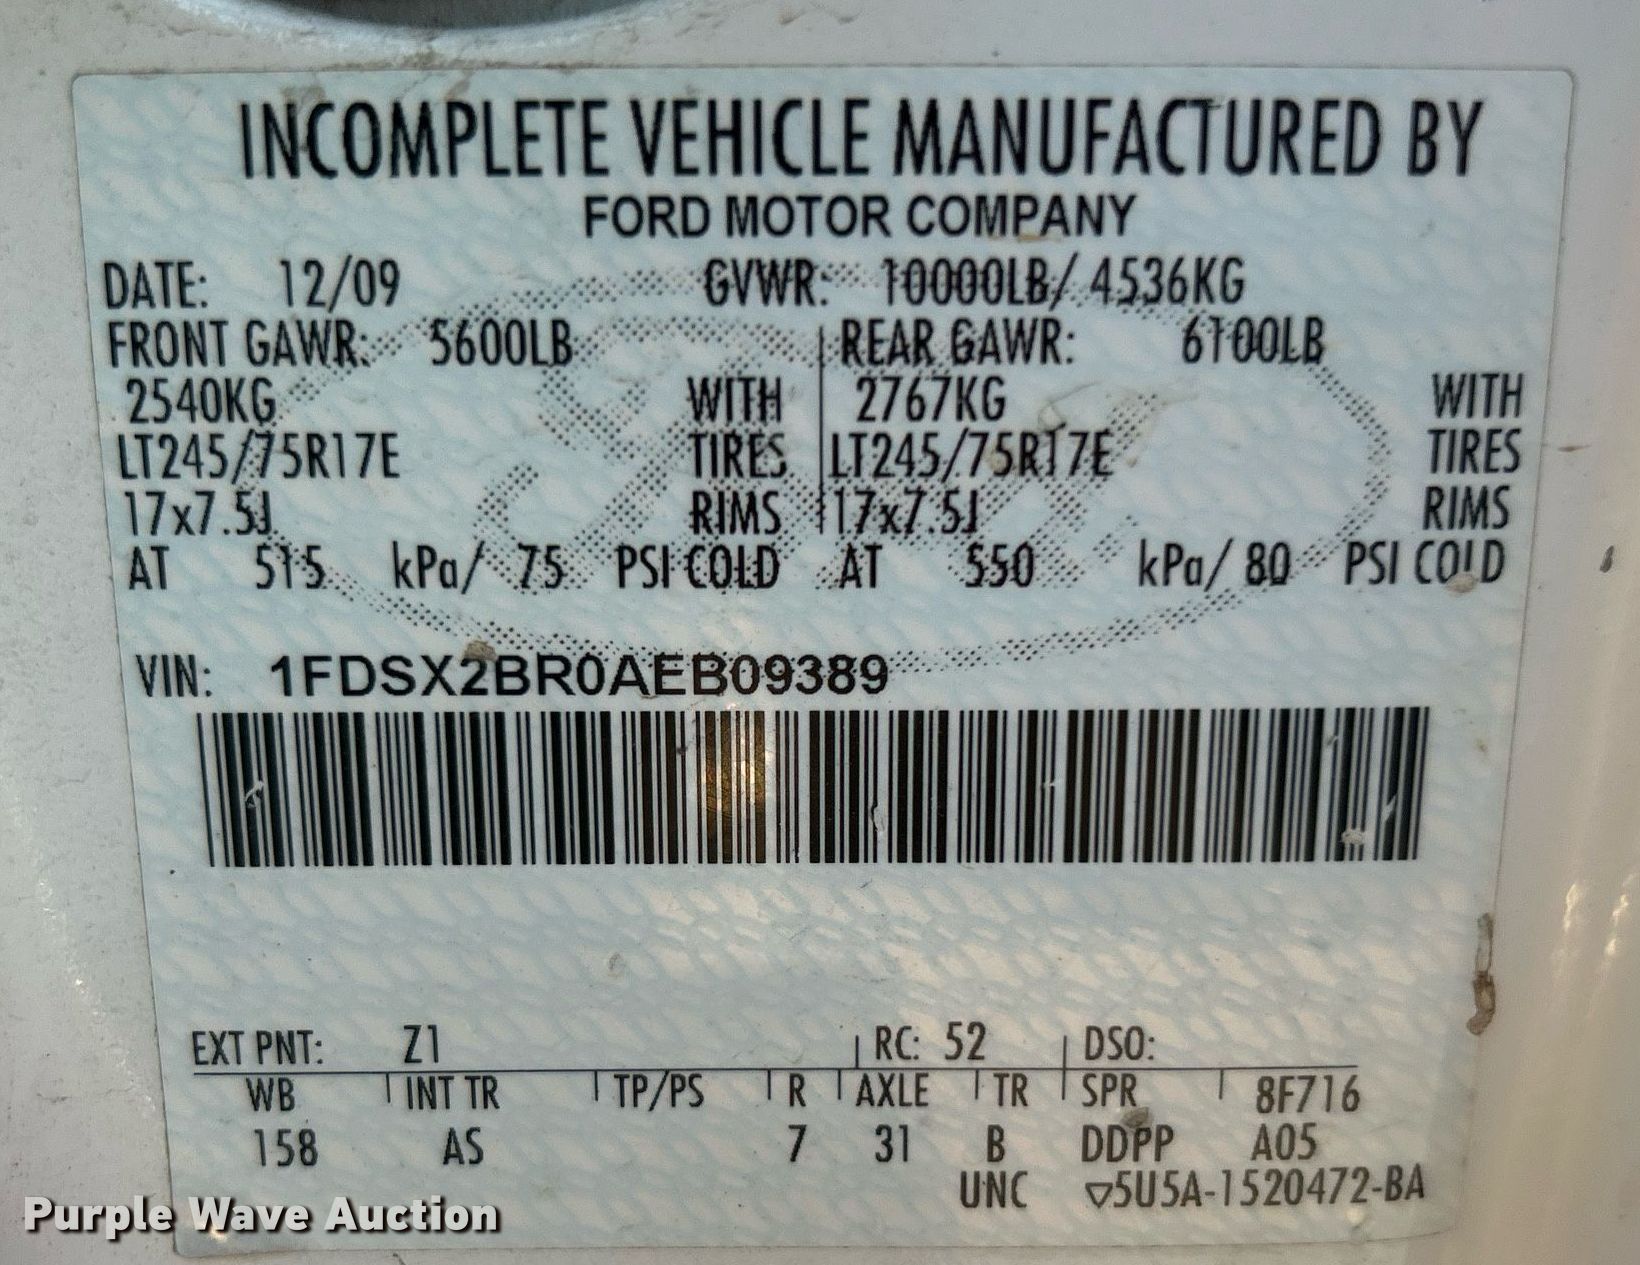 INCOMPLETE VEHICLE MANUFACTURED BY
FORD MOTOR COMPANY
DATE: 12/09 GVWR: 10000LB/ 4536KG
FRONT GAWR: 5600LB REAR GAWR: 6100LB
2540KG WITH 2767KG WITH
LT245/75R17E TIRES LT245/75R17E TIRES
17x7.5J RIMS 17x7.5J RIMS
AT 515 kPa/ 75 PSI COLD AT 550 kPa/ 80 PSI COLD
VIN: 1FDSX2BR0AEB09389
EXT PNT: Z1 RC: 52 DSO:
WB INT TR TP/PS R AXLE TR SPR 8F716
158 AS 7 31 B DDPP A05
UNC ▽5U5A-1520472-BA
Purple Wave Auction